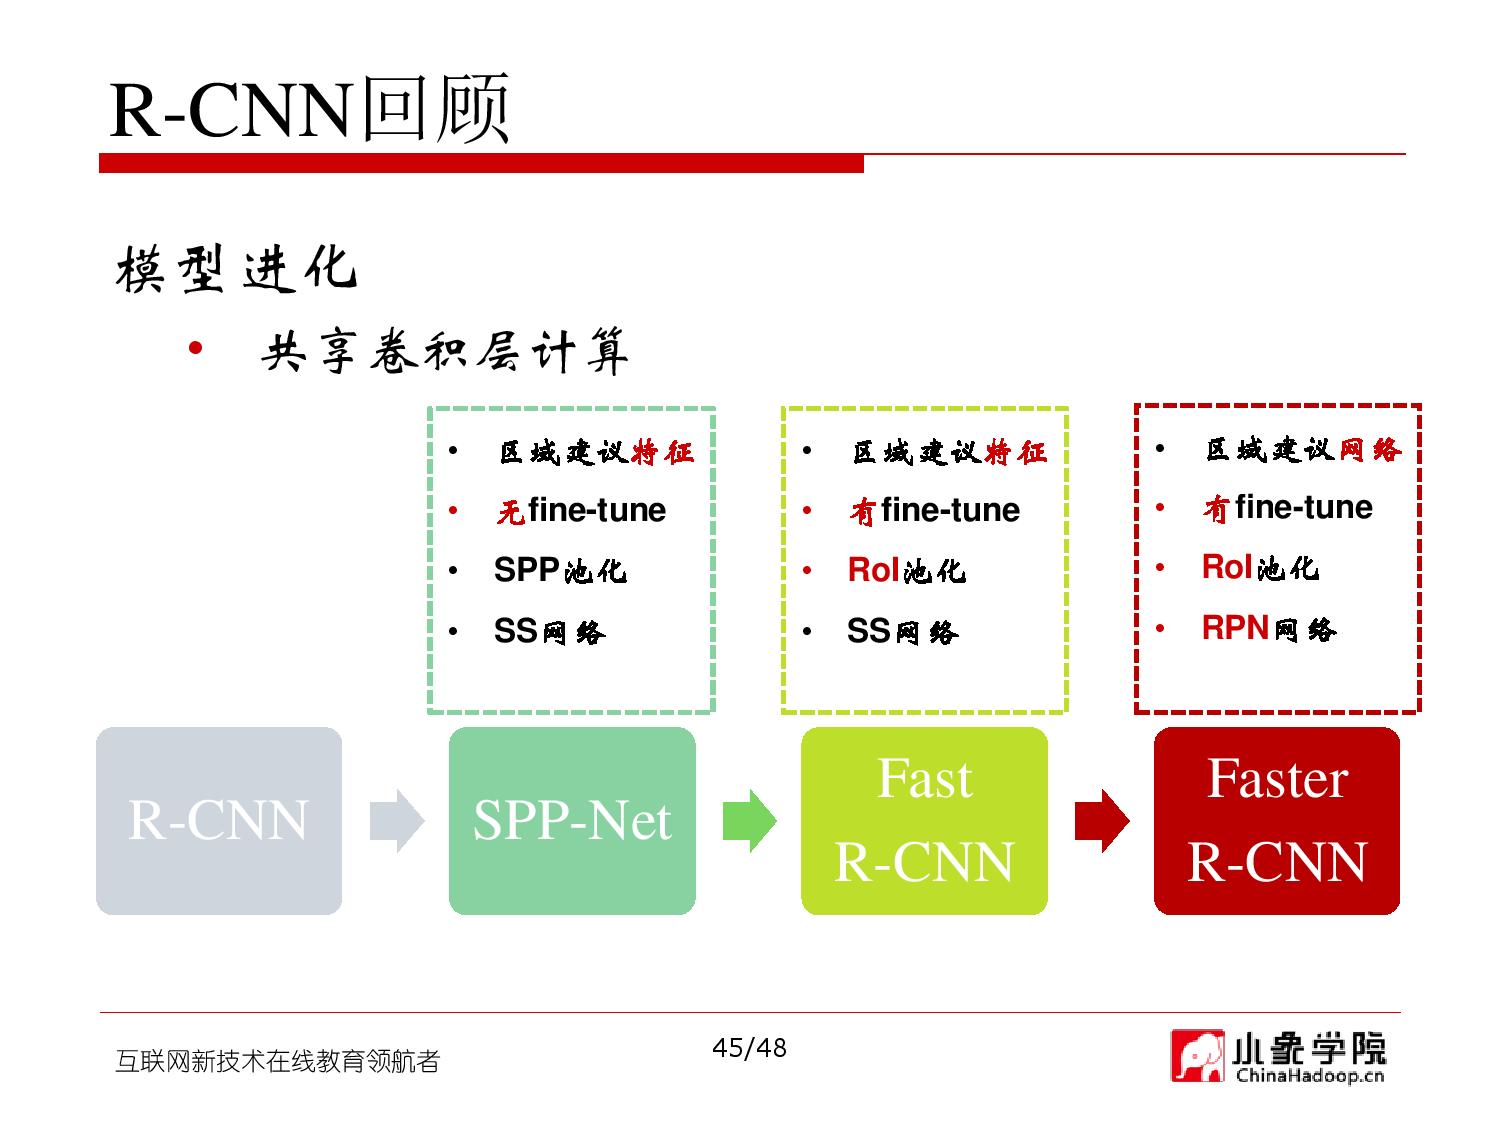 R-CNN回顾
模型进化
• 共享卷积层计算
• 区域建议特征
• 无fine-tune
• SPP池化
• SS网络
• 区域建议特征
• 有fine-tune
• RoI池化
• SS网络
• 区域建议网络
• 有fine-tune
• RoI池化
• RPN网络
R-CNN
SPP-Net
Fast
R-CNN
Faster
R-CNN
互联网新技术在线教育领航者
45/48
小象学院
ChinaHadoop.cn